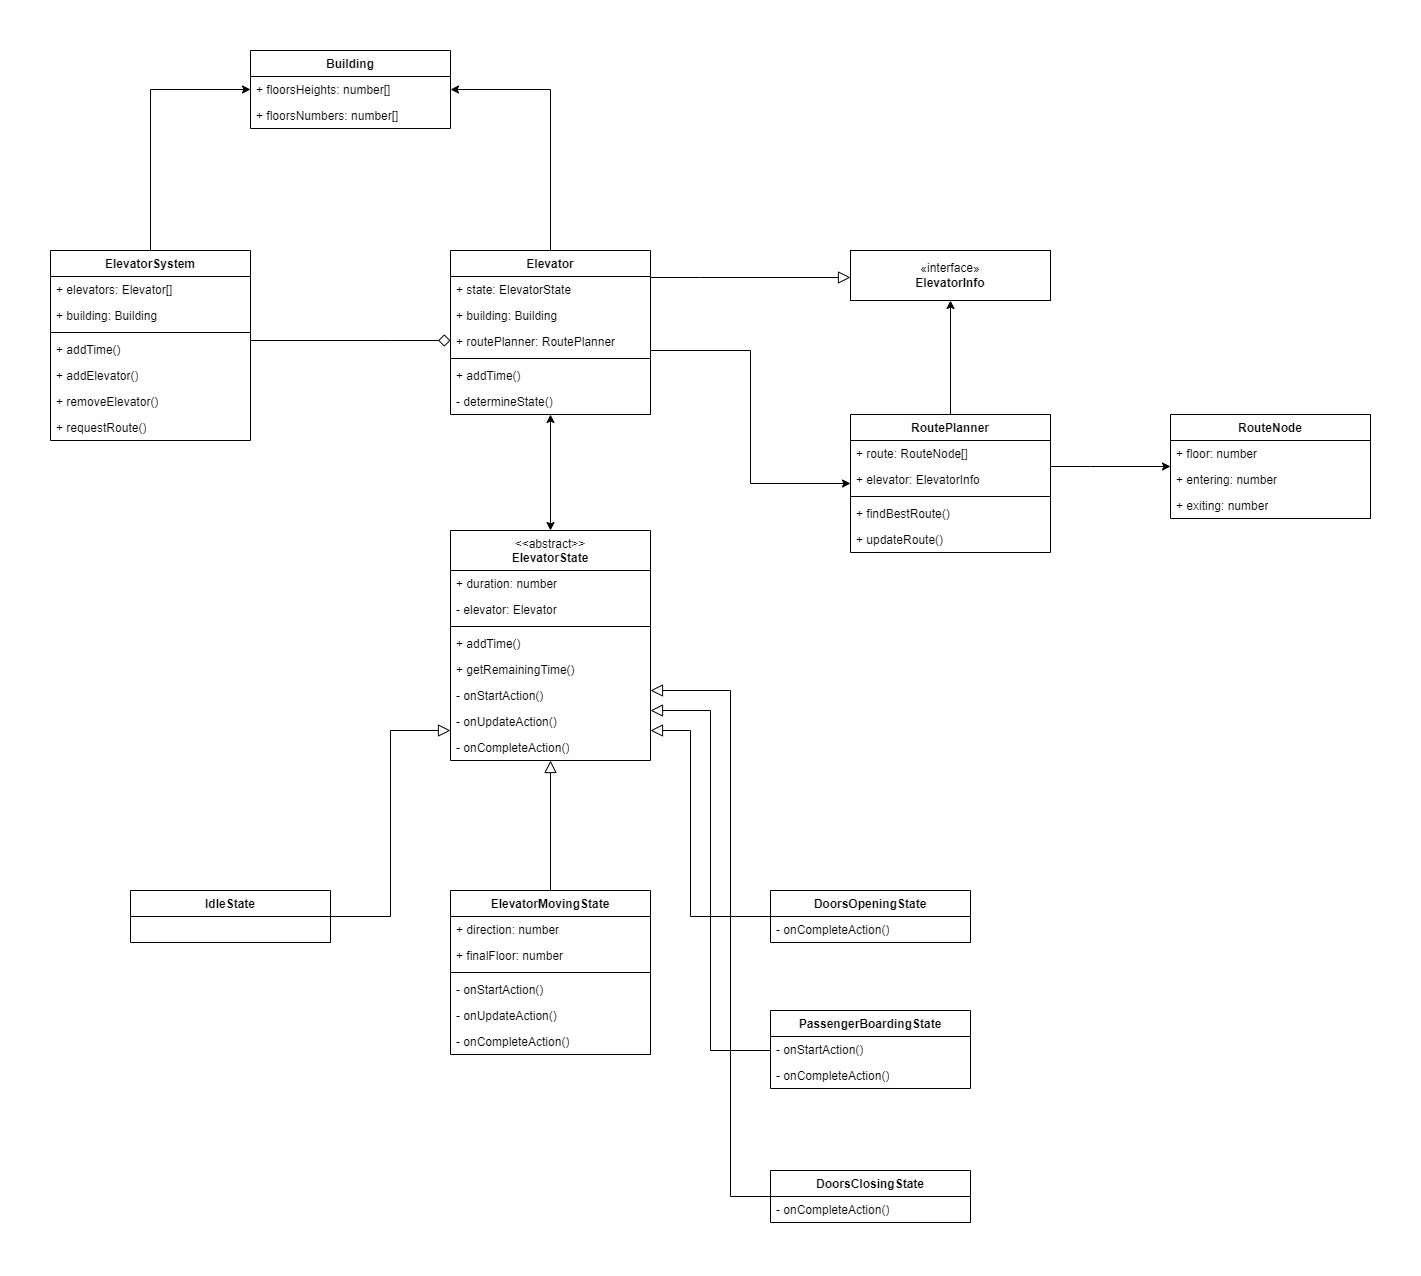 Building
+ floorsHeights: number[]
+ floorsNumbers: number[]
ElevatorSystem
+ elevators: Elevator[]
+ building: Building
+ addTime()
+ addElevator()
+ removeElevator()
+ requestRoute()
Elevator
+ state: ElevatorState
+ building: Building
+ routePlanner: RoutePlanner
+ addTime()
- determineState()
«interface»
ElevatorInfo
RoutePlanner
+ route: RouteNode[]
+ elevator: ElevatorInfo
+ findBestRoute()
+ updateRoute()
RouteNode
+ floor: number
+ entering: number
+ exiting: number
<<abstract>>
ElevatorState
+ duration: number
- elevator: Elevator
+ addTime()
+ getRemainingTime()
- onStartAction()
- onUpdateAction()
- onCompleteAction()
IdleState
ElevatorMovingState
+ direction: number
+ finalFloor: number
- onStartAction()
- onUpdateAction()
- onCompleteAction()
DoorsOpeningState
- onCompleteAction()
PassengerBoardingState
- onStartAction()
- onCompleteAction()
DoorsClosingState
- onCompleteAction()